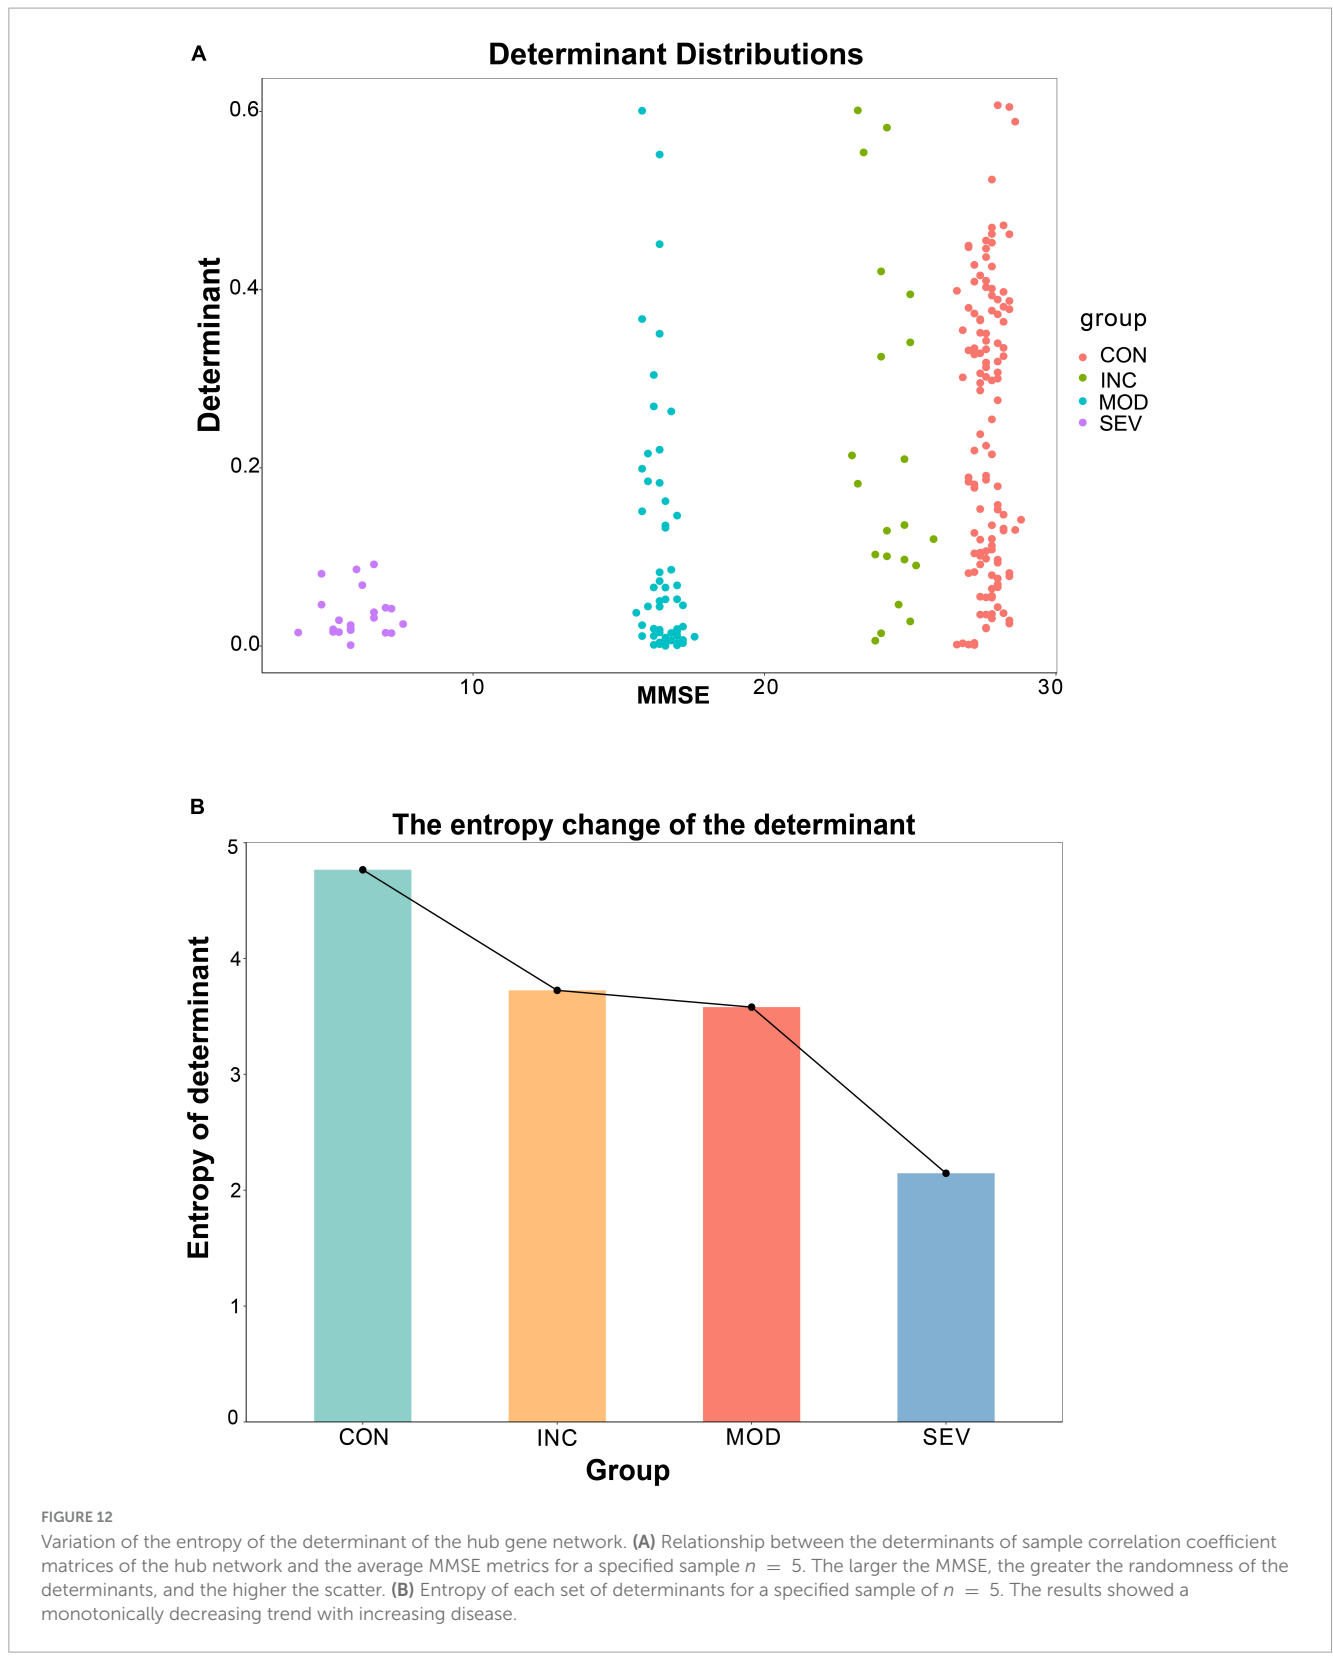 A
Determinant Distributions
0.6
0.4
0.2
0.0
Determinant
10
20
30
MMSE
group
CON
INC
MOD
SEV
B
The entropy change of the determinant
5
4
3
2
1
0
Entropy of determinant
CON
INC
MOD
SEV
Group
FIGURE 12
Variation of the entropy of the determinant of the hub gene network. (A) Relationship between the determinants of sample correlation coefficient
matrices of the hub network and the average MMSE metrics for a specified sample n = 5. The larger the MMSE, the greater the randomness of the
determinants, and the higher the scatter. (B) Entropy of each set of determinants for a specified sample of n = 5. The results showed a
monotonically decreasing trend with increasing disease.